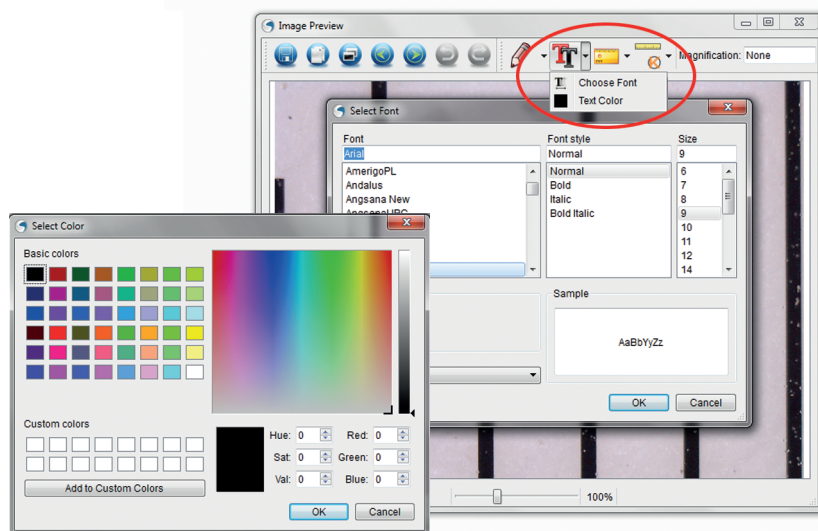 Image Preview
Magnification: None
Choose Font
Text Color
Select Font
Font Font style Size
Arial Normal 9
AmerigoPL Normal 6
Andalus Bold 7
Angsana New Italic 8
AngsanaUPC Bold Italic 9
10
11
12
14
Sample
AaBbYyZz
OK Cancel
Select Color
Basic colors
Custom colors
Hue: 0 Red: 0
Sat: 0 Green: 0
Val: 0 Blue: 0
Add to Custom Colors
OK Cancel
100%